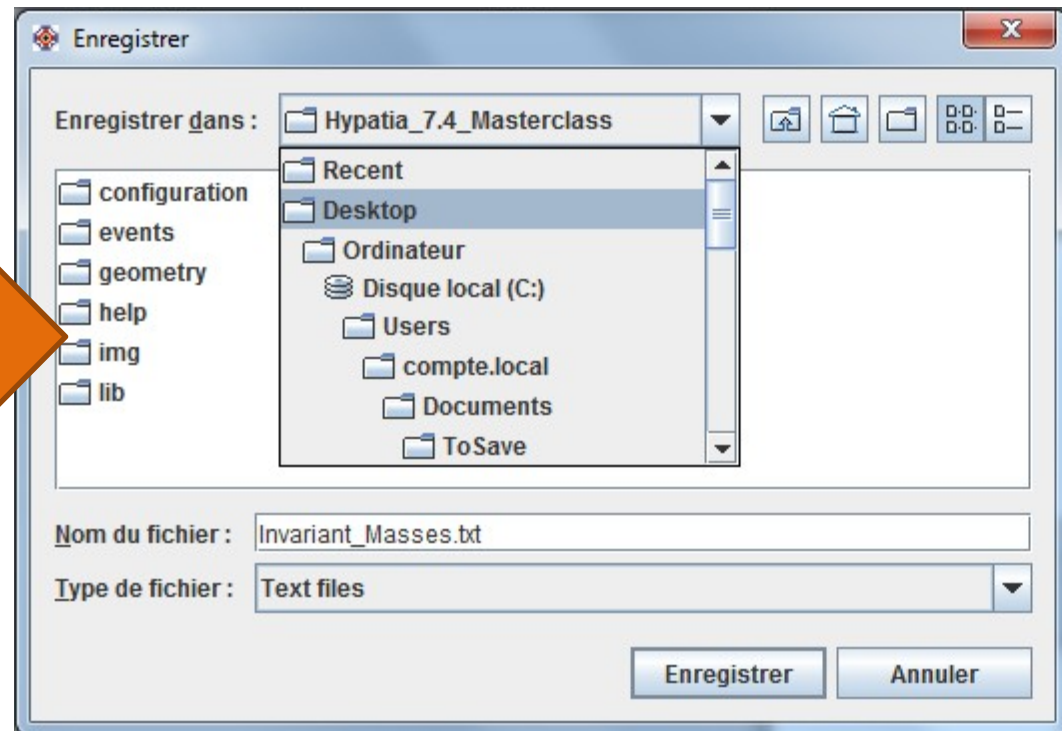 Enregistrer
Enregistrer dans : Hypatia_7.4_Masterclass
Recent
Desktop
Ordinateur
Disque local (C:)
Users
compte.local
Documents
ToSave
configuration
events
geometry
help
img
lib
Nom du fichier : Invariant_Masses.txt
Type de fichier : Text files
Enregistrer Annuler